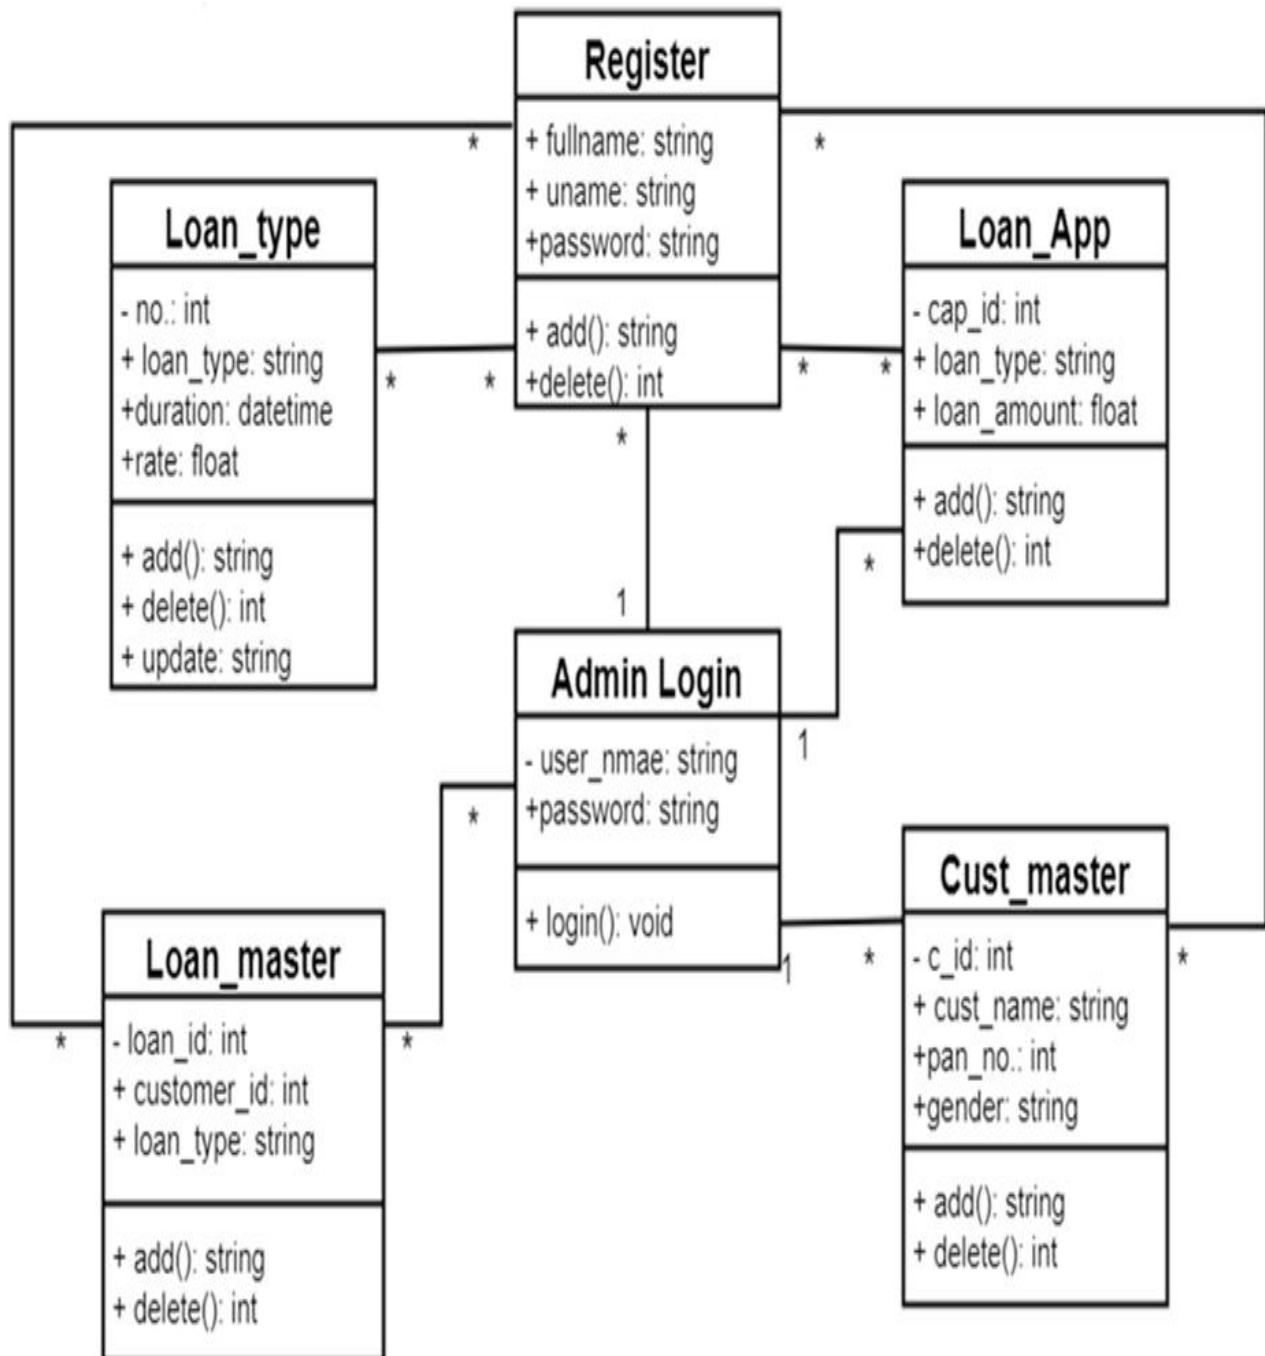 Register
+ fullname: string
+ uname: string
+password: string
+ add(): string
+delete(): int
*
*
*
*
*
*
*
Loan_type
- no.: int
+ loan_type: string
+duration: datetime
+rate: float
+ add(): string
+ delete(): int
+ update: string
Loan_App
- cap_id: int
+ loan_type: string
+ loan_amount: float
+ add(): string
+delete(): int
*
1
Admin Login
- user_nmae: string
+password: string
+ login(): void
1
*
1
*
*
Loan_master
- loan_id: int
+ customer_id: int
+ loan_type: string
+ add(): string
+ delete(): int
*
*
Cust_master
- c_id: int
+ cust_name: string
+pan_no.: int
+gender: string
+ add(): string
+ delete(): int